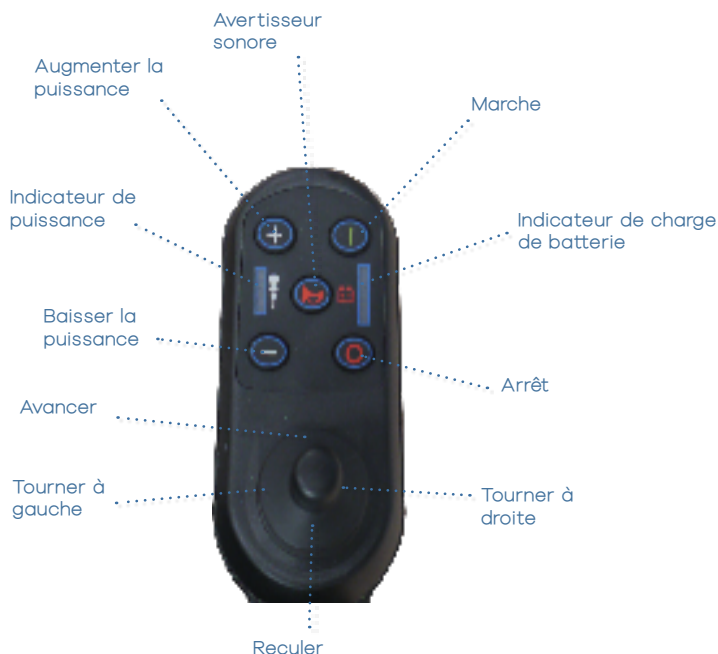 Avertisseur
sonore
Augmenter la
puissance
Marche
Indicateur de
puissance
Indicateur de charge
de batterie
Baisser la
puissance
Arrêt
Avancer
Tourner à
gauche
Tourner à
droite
Reculer